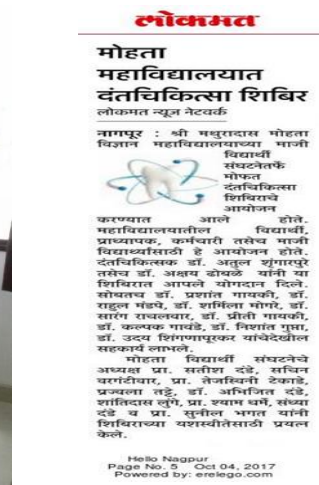 लोकमत
मोहता
महाविद्यालयात
दंतचिकित्सा शिबिर
लोकमत न्यूज नेटवर्क
नागपूर : श्री मथुरादास मोहता
विज्ञान महाविद्यालयाच्या माजी
विद्यार्थी
संघटनेतर्फे
मोफत
दंतचिकित्सा
शिबिराचे
आयोजन
करण्यात आले होते.
महाविद्यालयातील विद्यार्थी,
प्राध्यापक, कर्मचारी तसेच माजी
विद्यार्थ्यांसाठी हे आयोजन होते.
दंतचिकित्सक डॉ. अतुल शृंगारपुरे
तसेच डॉ. अक्षय ढोबळे यांनी या
शिबिरात आपले योगदान दिले.
सोबतच डॉ. प्रशांत गायकी, डॉ.
राहुल मंडपे, डॉ. शर्मिला मोगरे, डॉ.
सारंग राचलवार, डॉ. प्रीती गायकी,
डॉ. कल्पक गावंडे, डॉ. निशांत गुप्ता,
डॉ. उदय शिंगणापूरकर यांचेदेखील
सहकार्य लाभले.
मोहता विद्यार्थी संघटनेचे
अध्यक्ष प्रा. सतीश दंडे, सचिन
वरगंटीवार, प्रा. तेजस्विनी टेकाडे,
प्रज्वला तट्टे, डॉ. अभिजित दंडे,
शांतिदास लुंगे, प्रा. श्याम धर्मे, संध्या
दंडे व प्रा. सुनील भगत यांनी
शिबिराच्या यशस्वीतेसाठी प्रयत्न
केले.
Hello Nagpur
Page No. 5 Oct 04, 2017
Powered by: erelego.com